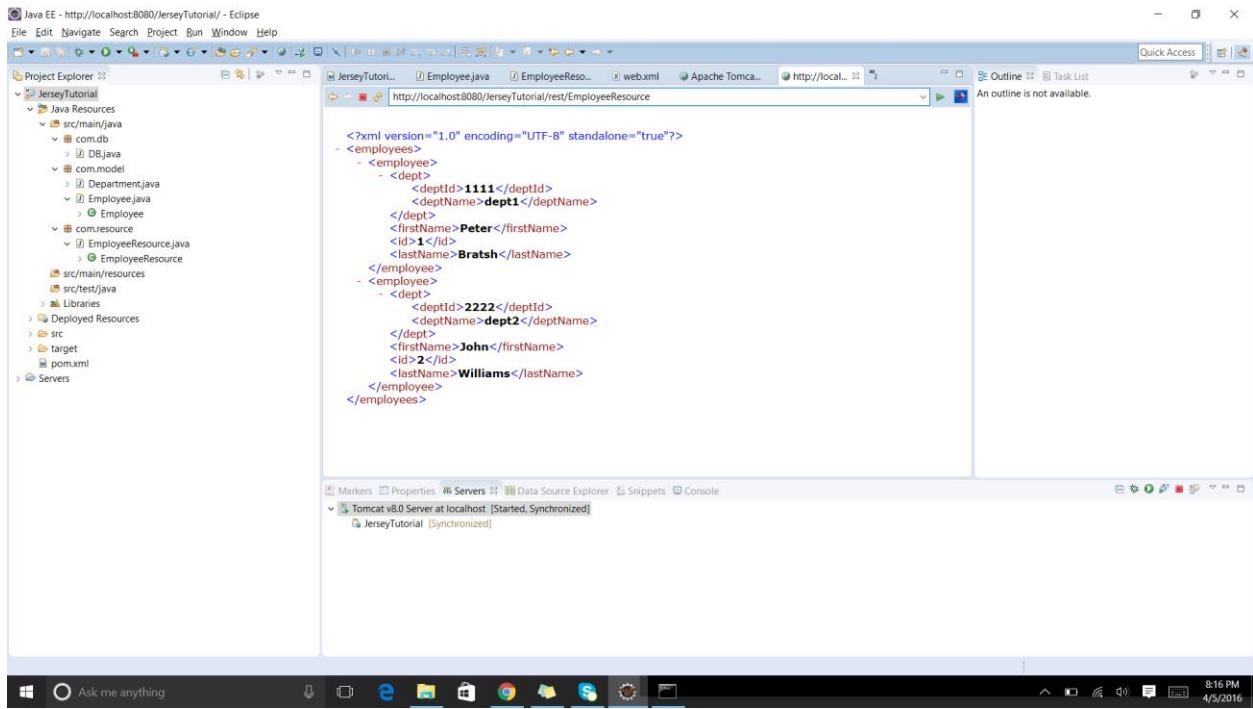 Java EE - http://localhost:8080/JerseyTutorial/ - Eclipse
File Edit Navigate Search Project Run Window Help
Quick Access
Project Explorer
JerseyTutori... Employee.java EmployeeReso... web.xml Apache Tomca... http://local... "2
Outline Task List
JerseyTutorial
Java Resources
src/main/java
com.db
DB.java
com.model
Department.java
Employee.java
Employee
com.resource
EmployeeResource.java
EmployeeResource
src/main/resources
src/test/java
Libraries
Deployed Resources
src
target
pom.xml
Servers
http://localhost:8080/JerseyTutorial/rest/EmployeeResource
<?xml version="1.0" encoding="UTF-8" standalone="true"?>
- <employees>
- <employee>
- <dept>
<deptId>1111</deptId>
<deptName>dept1</deptName>
</dept>
<firstName>Peter</firstName>
<id>1</id>
<lastName>Bratsh</lastName>
</employee>
- <employee>
- <dept>
<deptId>2222</deptId>
<deptName>dept2</deptName>
</dept>
<firstName>John</firstName>
<id>2</id>
<lastName>Williams</lastName>
</employee>
</employees>
An outline is not available.
Markers Properties Servers Data Source Explorer Snippets Console
Tomcat v8.0 Server at localhost [Started, Synchronized]
JerseyTutorial [Synchronized]
Ask me anything
8:16 PM
4/5/2016